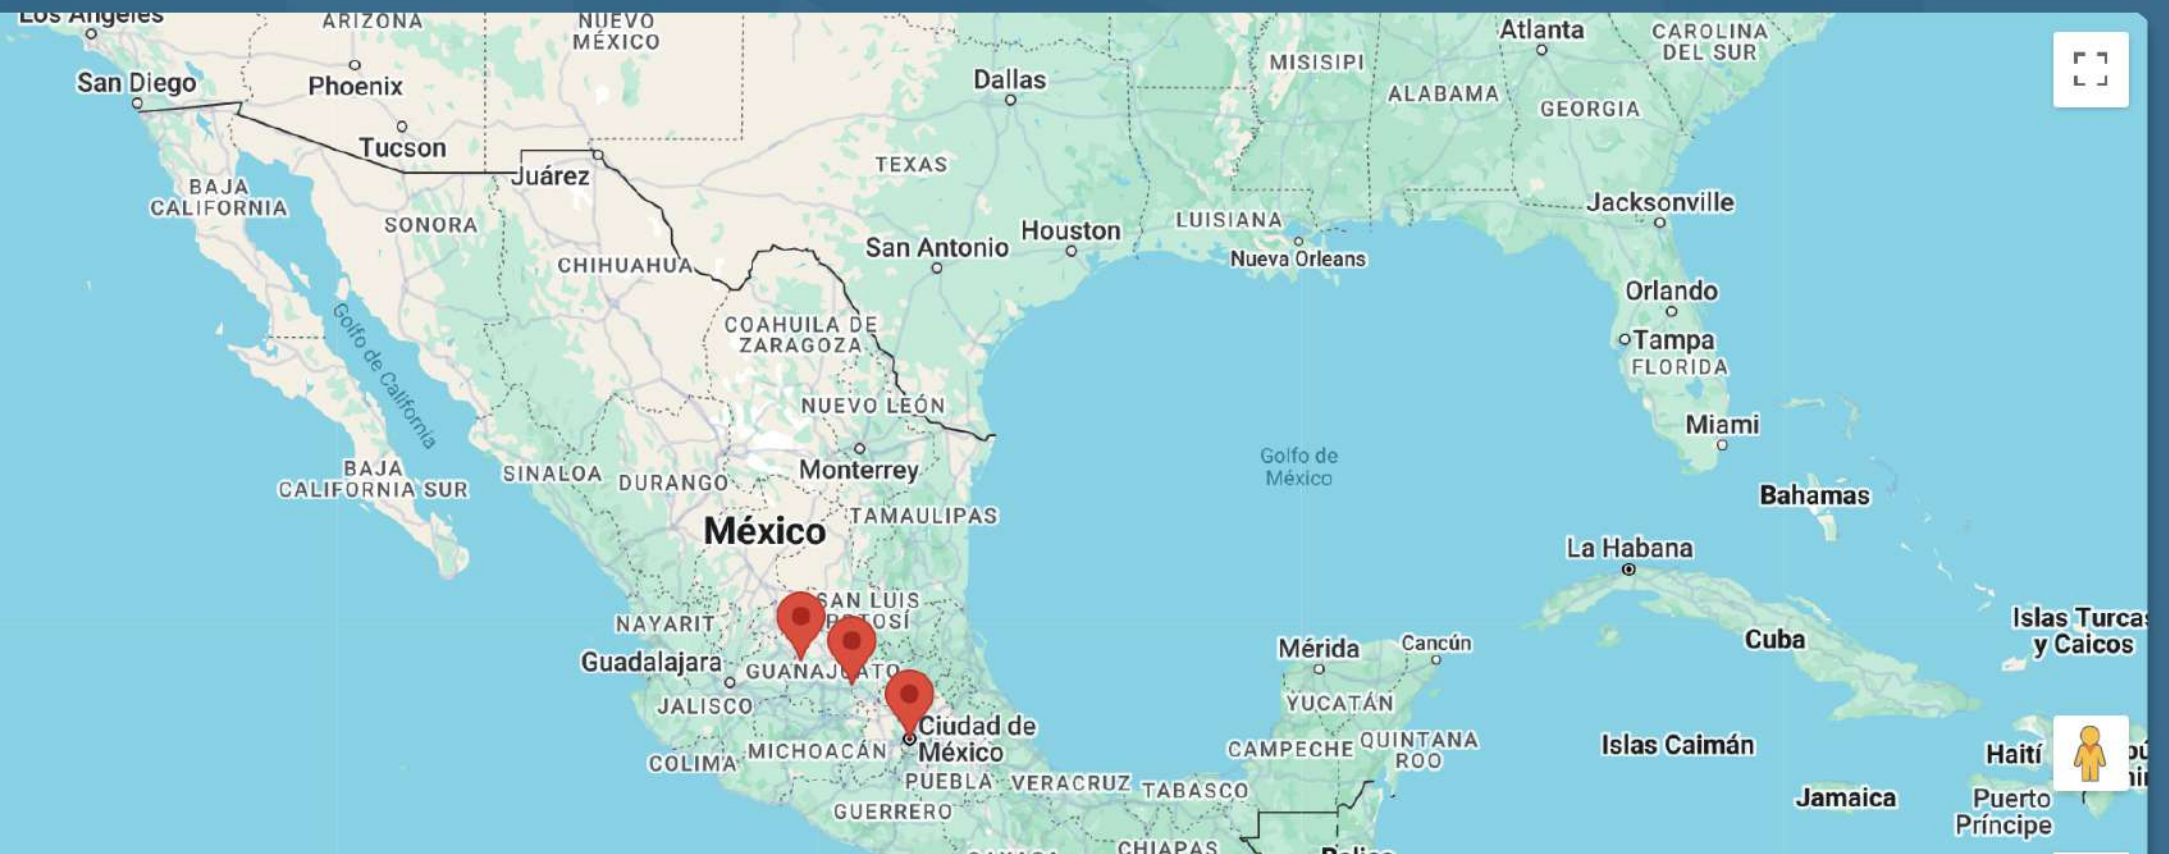 Los Angeles
ARIZONA
NUEVO
MÉXICO
Atlanta
CAROLINA
DEL SUR
San Diego
Phoenix
Dallas
MISISIPI
ALABAMA
GEORGIA
Tucson
Juárez
TEXAS
BAJA
CALIFORNIA
SONORA
Jacksonville
LUISIANA
Houston
San Antonio
Nueva Orleans
CHIHUAHUA
Orlando
Golfo de California
COAHUILA DE
ZARAGOZA
Tampa
FLORIDA
NUEVO LEÓN
Miami
Monterrey
Golfo de
México
BAJA
CALIFORNIA SUR
SINALOA
DURANGO
Bahamas
México
TAMAULIPAS
La Habana
SAN LUIS
POTOSÍ
NAYARIT
Islas Turcas
y Caicos
Cuba
Mérida
Cancún
Guadalajara
GUANAJUATO
JALISCO
YUCATÁN
Ciudad de
México
MICHOACÁN
COLIMA
CAMPECHE
QUINTANA
ROO
Islas Caimán
Haití
PUEBLA
VERACRUZ
TABASCO
Jamaica
Puerto
Príncipe
GUERRERO
CHIAPAS